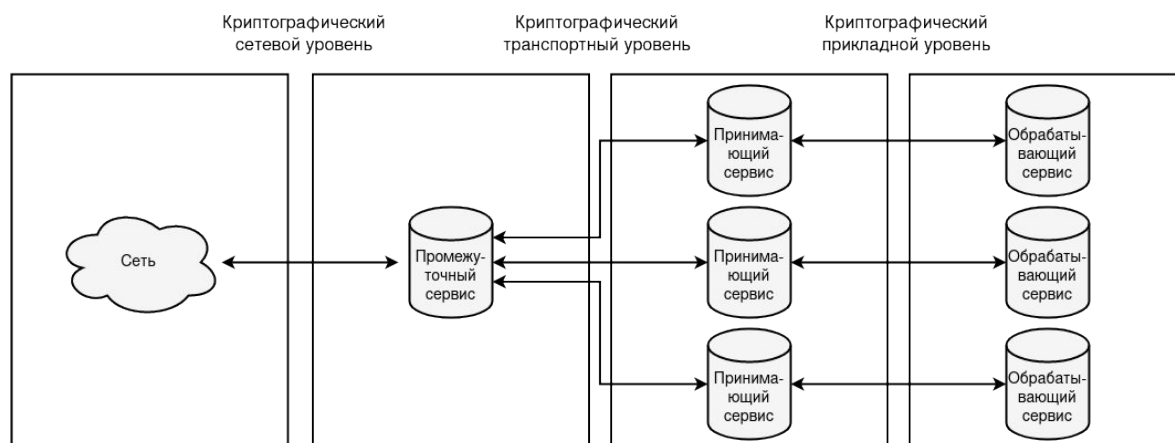 Криптографический
сетевой уровень
Криптографический
транспортный уровень
Криптографический
прикладной уровень
Принима-
ющий
сервис
Обрабаты-
вающий
сервис
Сеть
Промежу-
точный
сервис
Принима-
ющий
сервис
Обрабаты-
вающий
сервис
Принима-
ющий
сервис
Обрабаты-
вающий
сервис